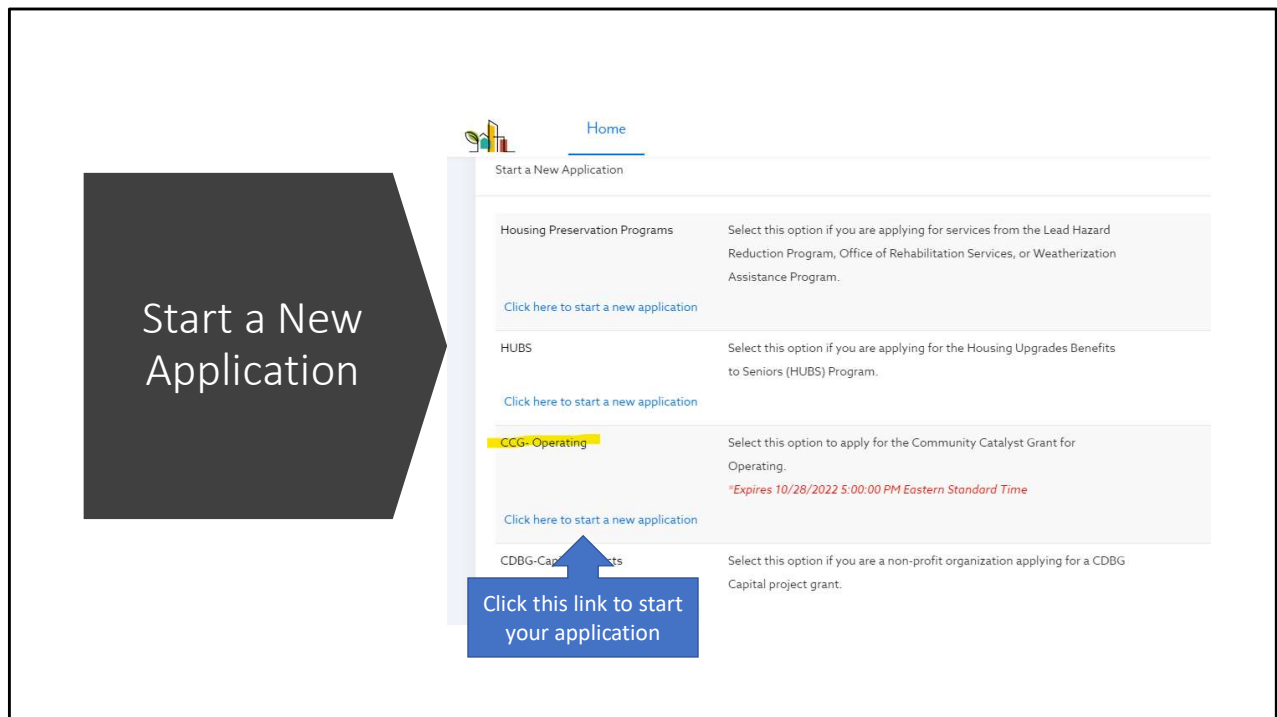 Home
Start a New Application
Start a New
Application
Housing Preservation Programs
Select this option if you are applying for services from the Lead Hazard
Reduction Program, Office of Rehabilitation Services, or Weatherization
Assistance Program.
Click here to start a new application
HUBS
Select this option if you are applying for the Housing Upgrades Benefits
to Seniors (HUBS) Program.
Click here to start a new application
CCG- Operating
Select this option to apply for the Community Catalyst Grant for
Operating.
*Expires 10/28/2022 5:00:00 PM Eastern Standard Time
Click here to start a new application
Select this option if you are a non-profit organization applying for a CDBG
Capital project grant.
Click this link to start
your application